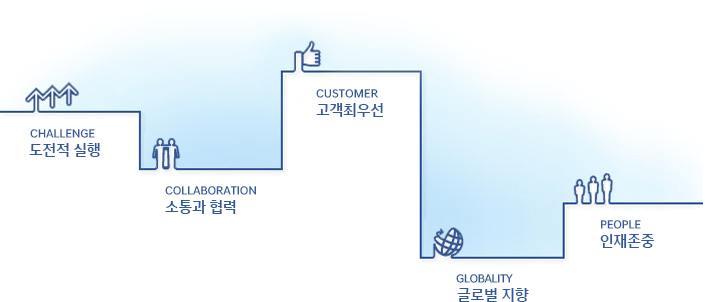 CHALLENGE
도전적 실행
COLLABORATION
소통과 협력
CUSTOMER
고객최우선
GLOBALITY
글로벌 지향
PEOPLE
인재존중